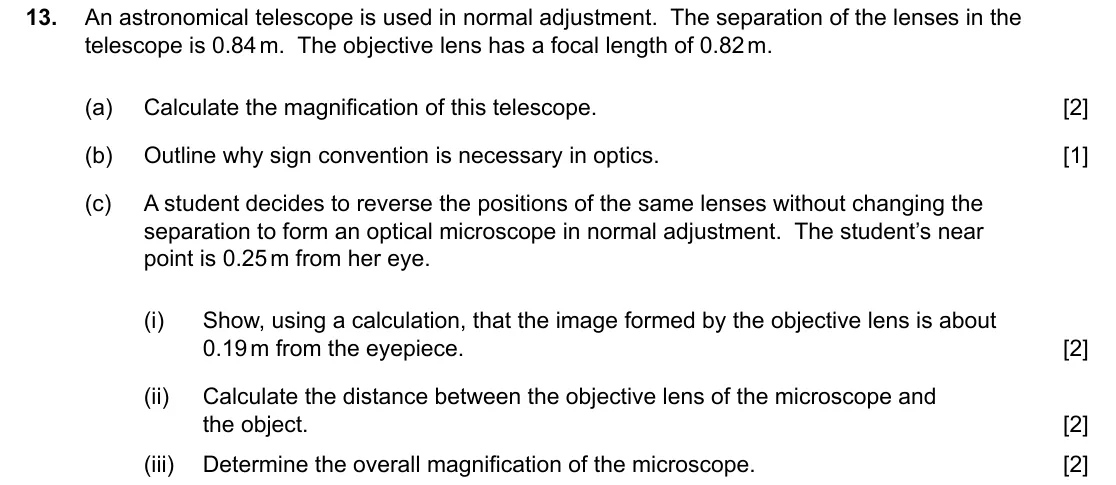 13. An astronomical telescope is used in normal adjustment. The separation of the lenses in the
telescope is 0.84 m. The objective lens has a focal length of 0.82 m.
(a) Calculate the magnification of this telescope. [2]
(b) Outline why sign convention is necessary in optics. [1]
(c) A student decides to reverse the positions of the same lenses without changing the
separation to form an optical microscope in normal adjustment. The student's near
point is 0.25 m from her eye.
(i) Show, using a calculation, that the image formed by the objective lens is about
0.19 m from the eyepiece. [2]
(ii) Calculate the distance between the objective lens of the microscope and
the object. [2]
(iii) Determine the overall magnification of the microscope. [2]